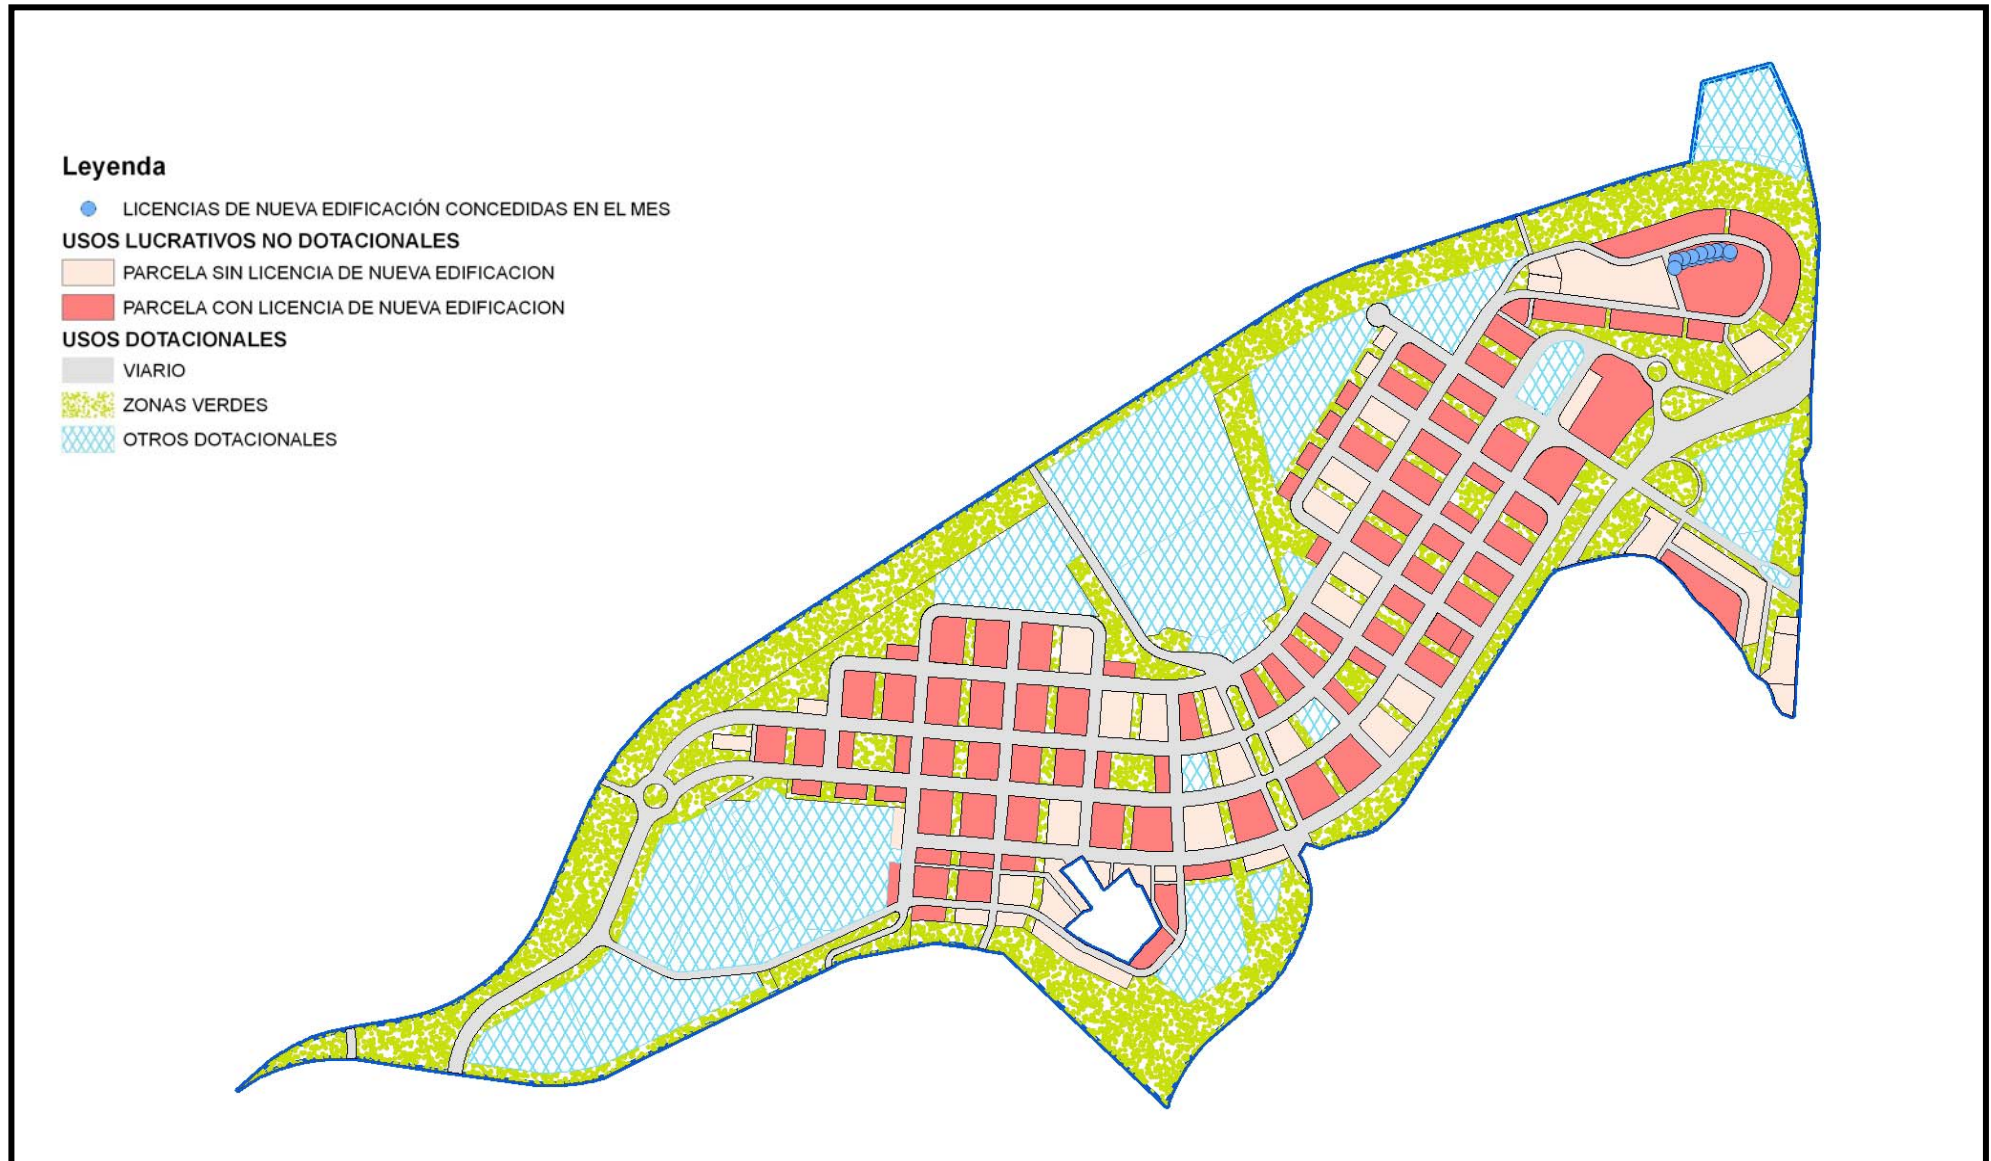 Leyenda
LICENCIAS DE NUEVA EDIFICACIÓN CONCEDIDAS EN EL MES
USOS LUCRATIVOS NO DOTACIONALES
PARCELA SIN LICENCIA DE NUEVA EDIFICACION
PARCELA CON LICENCIA DE NUEVA EDIFICACION
USOS DOTACIONALES
VIARIO
ZONAS VERDES
OTROS DOTACIONALES